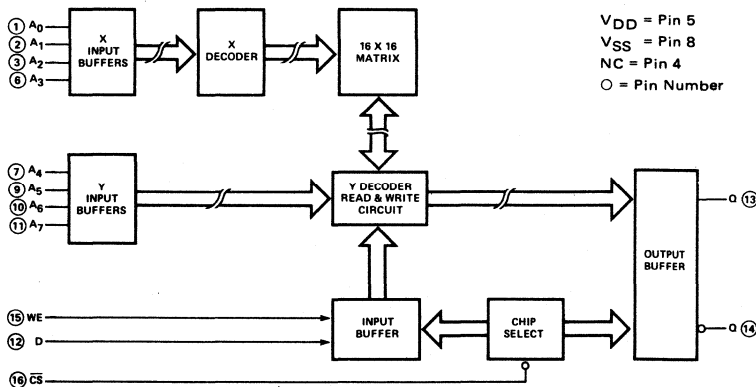 ① A₀
② A₁
③ A₂
⑥ A₃
X
INPUT
BUFFERS
X
DECODER
16 X 16
MATRIX
VDD = Pin 5
VSS = Pin 8
NC = Pin 4
O = Pin Number
⑦ A₄
⑨ A₅
⑩ A₆
⑪ A₇
Y
INPUT
BUFFERS
Y DECODER
READ & WRITE
CIRCUIT
OUTPUT
BUFFER
Q ⑬
Q ⑭
⑮ WE
⑫ D
INPUT
BUFFER
CHIP
SELECT
⑯ C̅S̅